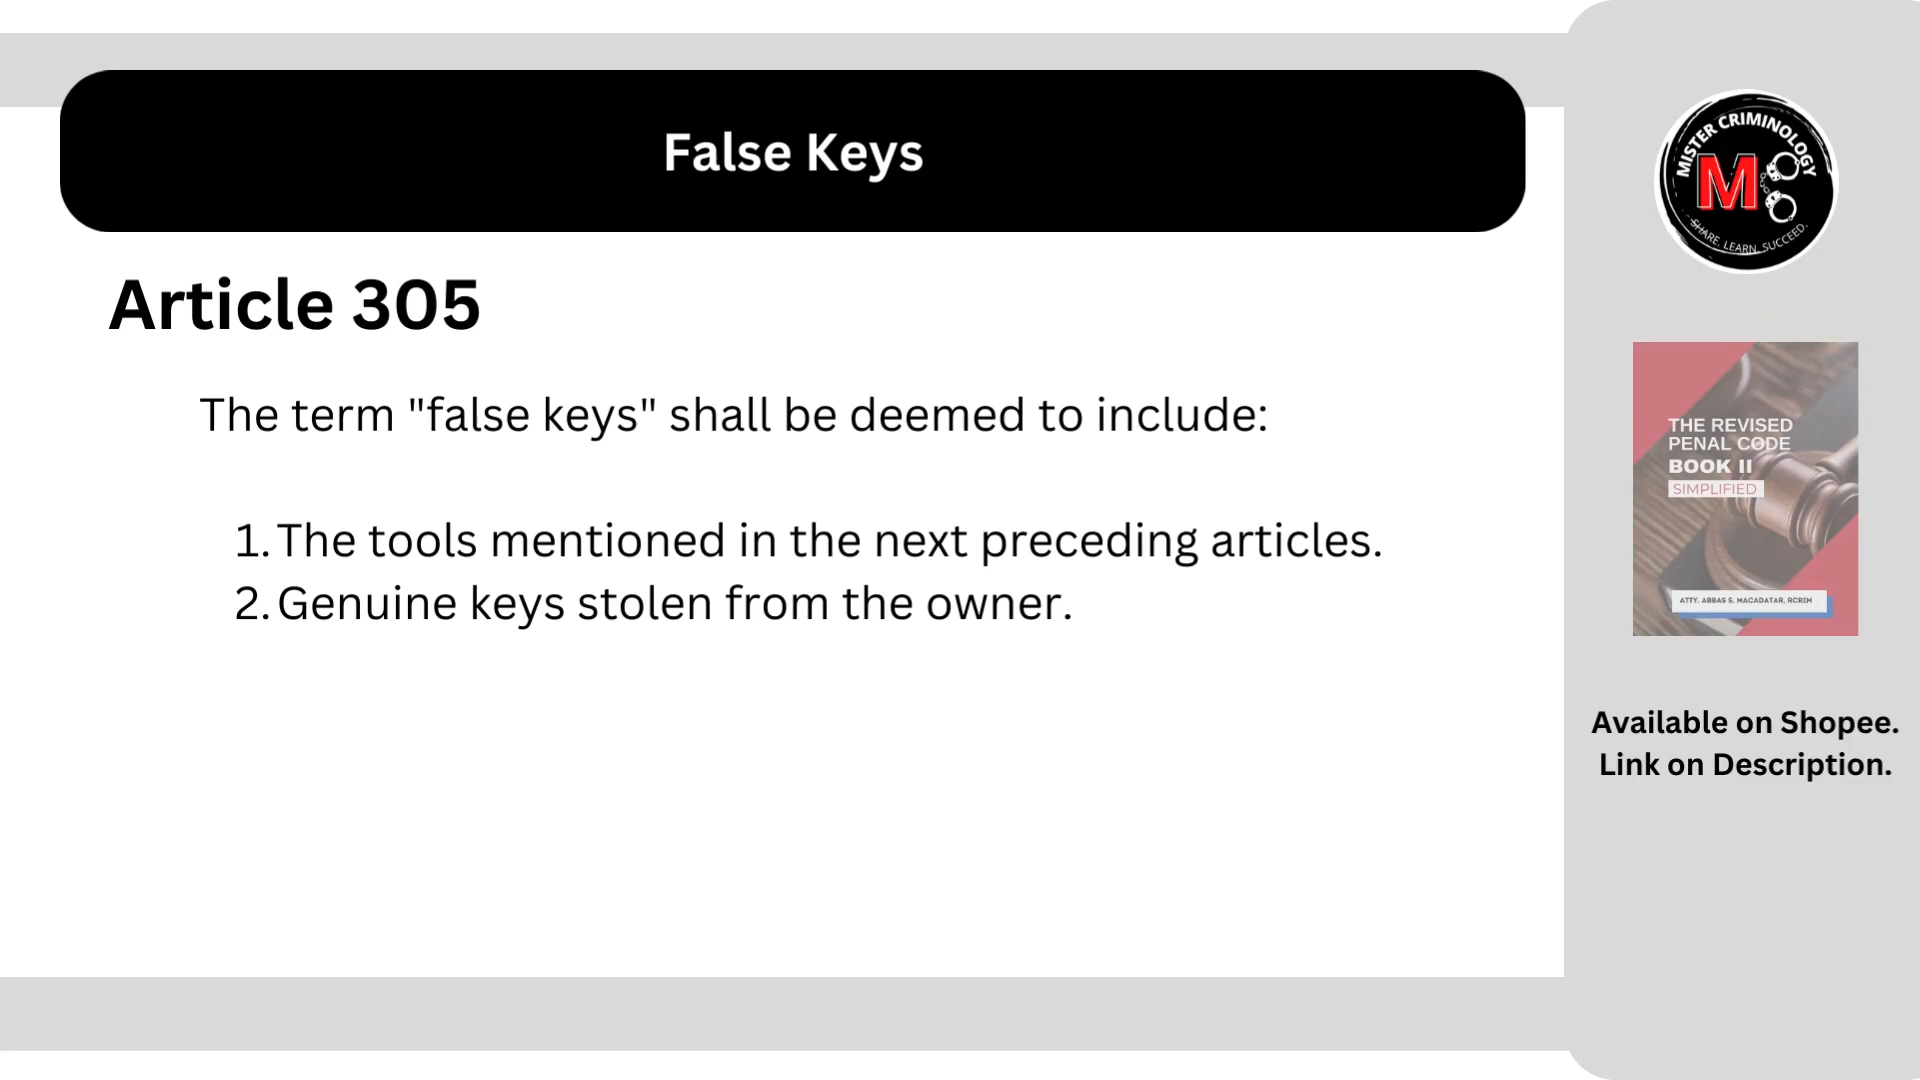 False Keys
Article 305
The term "false keys" shall be deemed to include:
1. The tools mentioned in the next preceding articles.
2. Genuine keys stolen from the owner.
MISTER CRIMINOLOGY
M
SHARE. LEARN. SUCCEED.
THE REVISED
PENAL CODE
BOOK II
SIMPLIFIED
ATTY. ABBAS S. MACADATAR, RCRIM
Available on Shopee.
Link on Description.